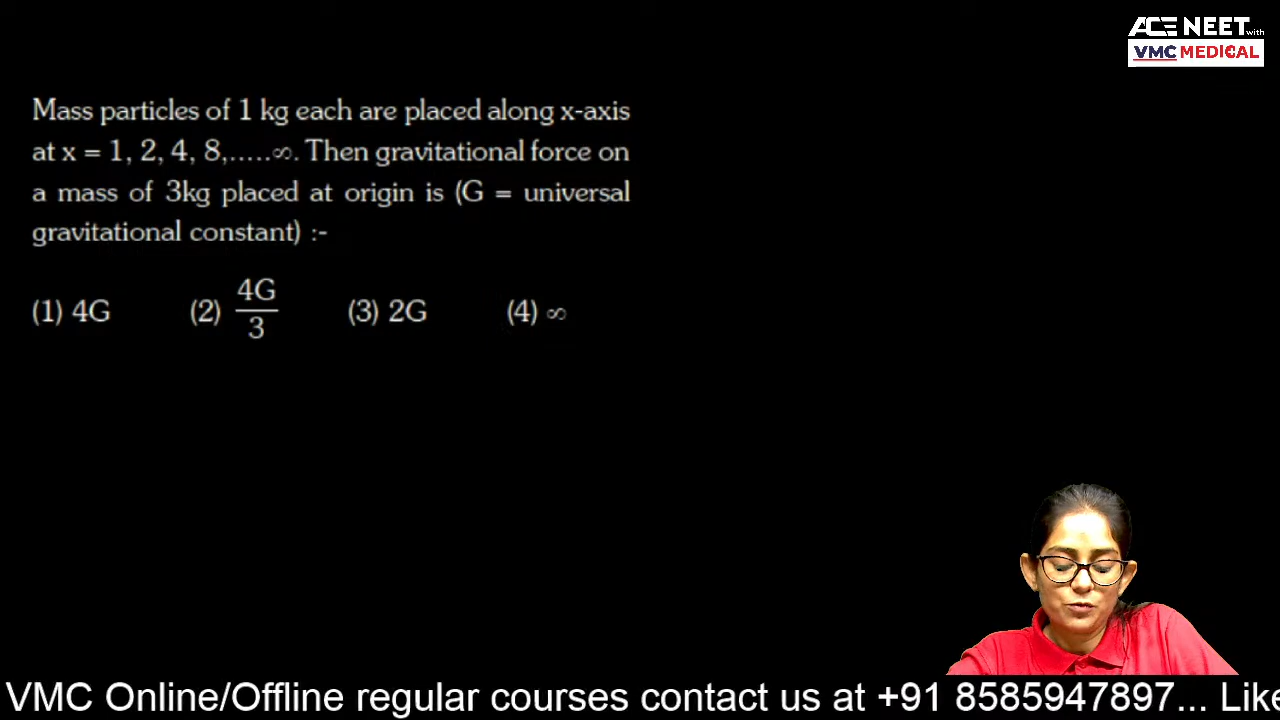 ACE NEET with
VMC MEDICAL
Mass particles of 1 kg each are placed along x-axis
at x = 1, 2, 4, 8,.....∞. Then gravitational force on
a mass of 3kg placed at origin is (G = universal
gravitational constant) :-
(1) 4G (2) 4G/3 (3) 2G (4) ∞
VMC Online/Offline regular courses contact us at +91 8585947897... Like